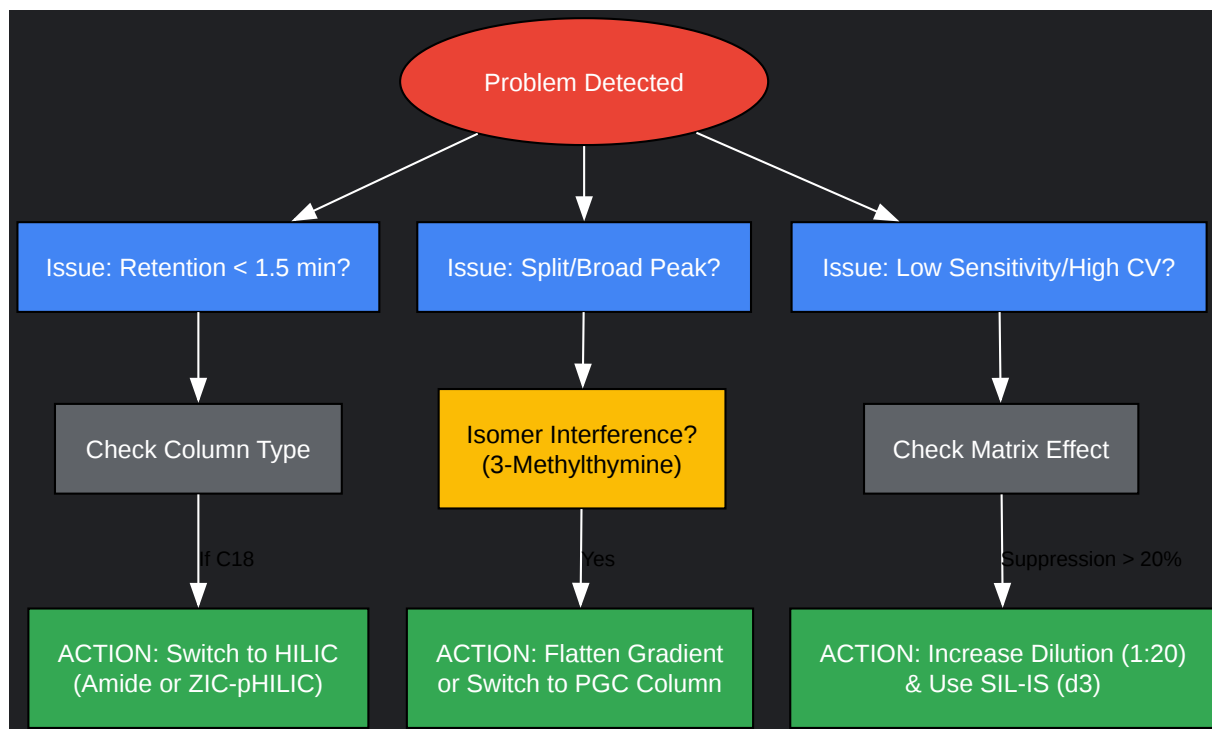 Problem Detected
Issue: Retention < 1.5 min?
Issue: Split/Broad Peak?
Issue: Low Sensitivity/High CV?
Check Column Type
Isomer Interference?
(3-Methylthymine)
Check Matrix Effect
If C18
Yes
Suppression > 20%
ACTION: Switch to HILIC
(Amide or ZIC-pHILIC)
ACTION: Flatten Gradient
or Switch to PGC Column
ACTION: Increase Dilution (1:20)
& Use SIL-IS (d3)